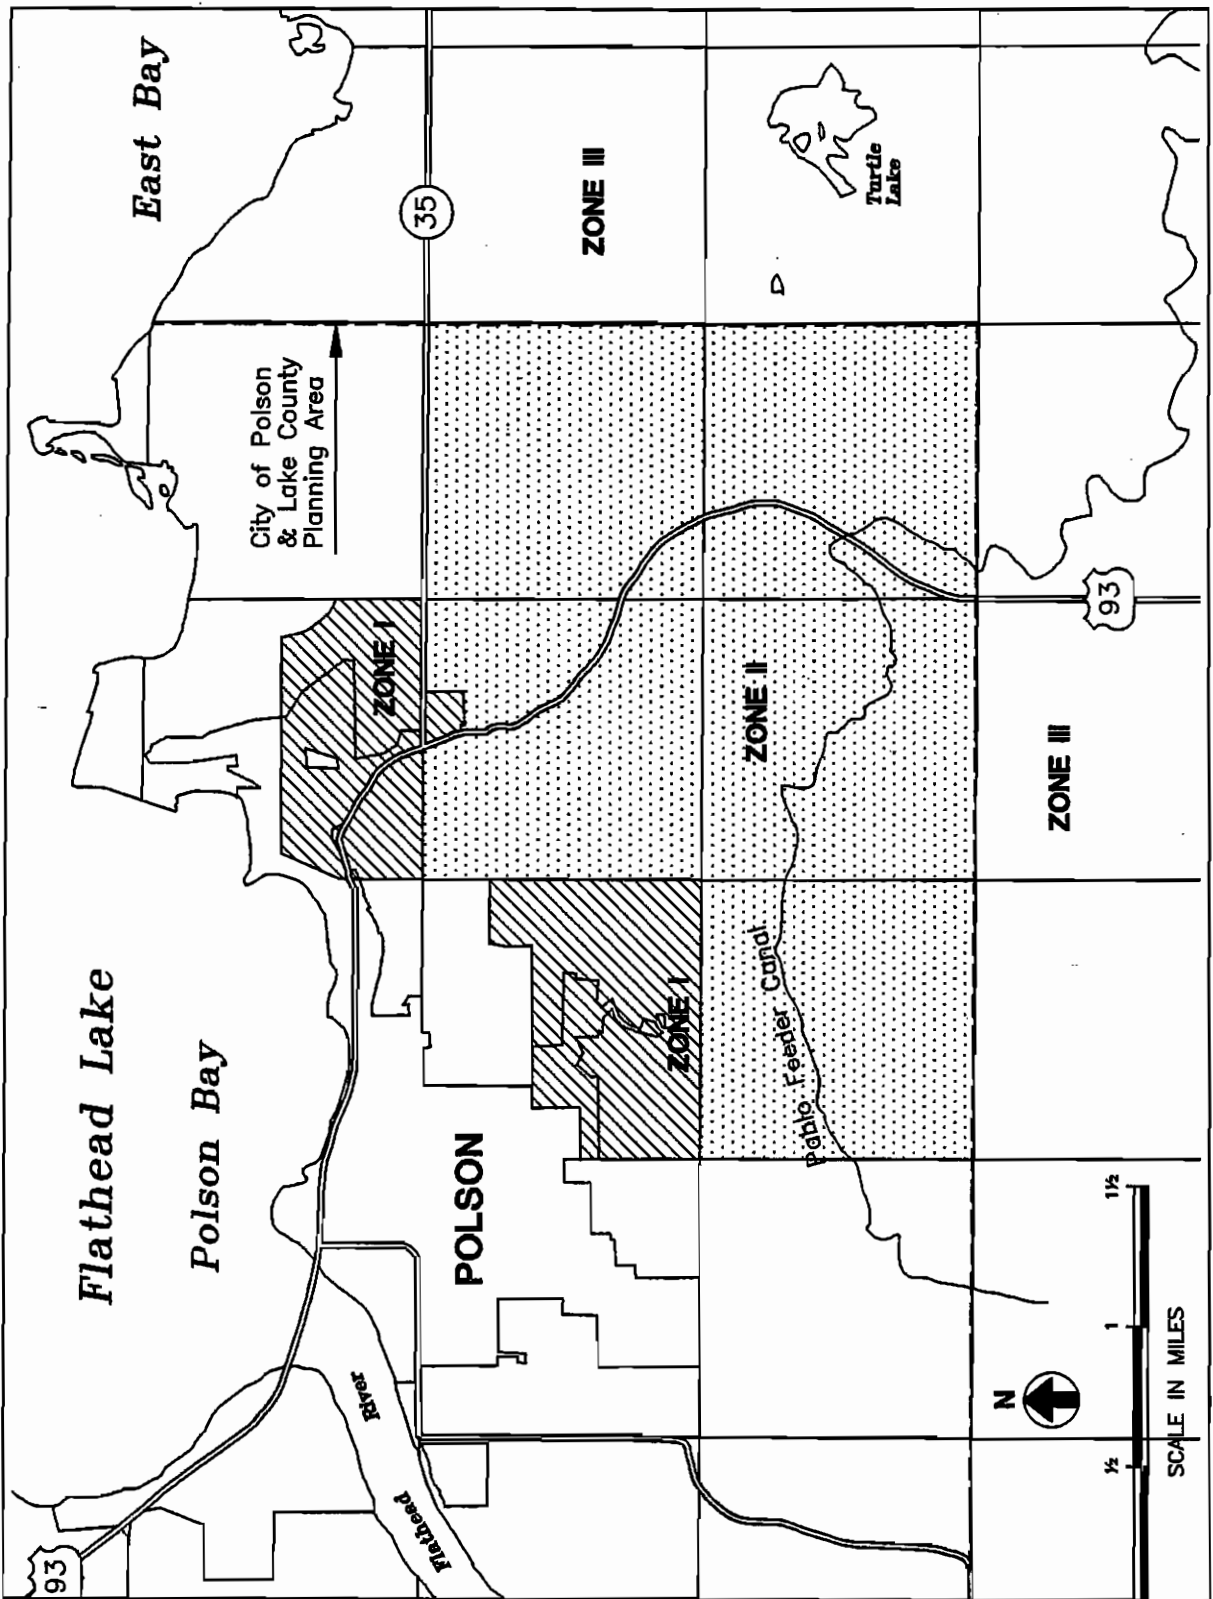 Flathead Lake
Polson Bay
East Bay
City of Polson
& Lake County
Planning Area
35
ZONE III
Turtle
Lake
ZONE I
ZONE I
ZONE II
ZONE III
Pablo Feeder Canal
POLSON
Flathead
River
93
93
N
½
1
1½
SCALE IN MILES